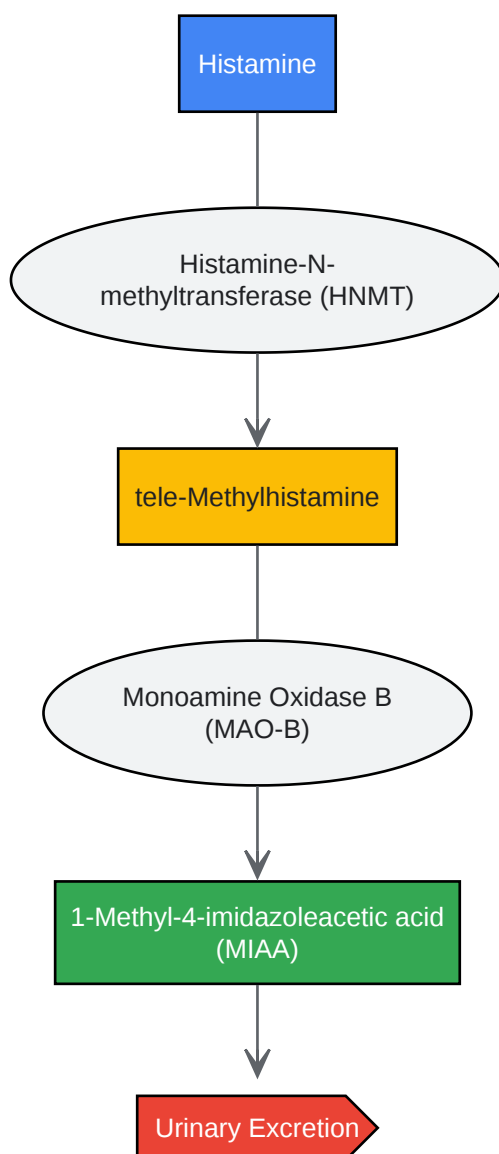 Histamine
Histamine-N-
methyltransferase (HNMT)
tele-Methylhistamine
Monoamine Oxidase B
(MAO-B)
1-Methyl-4-imidazoleacetic acid
(MIAA)
Urinary Excretion